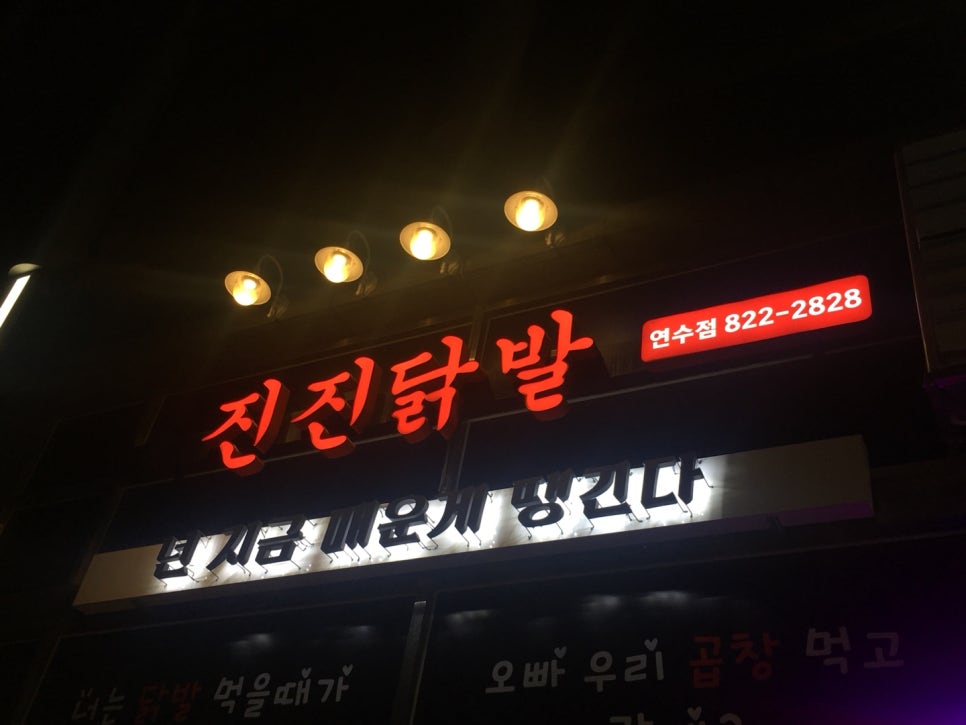 진진닭발
연수점 822-2828
넌 지금 매운게 땡긴다
너는 닭발 먹을때가
오빠 우리 곱창 먹고